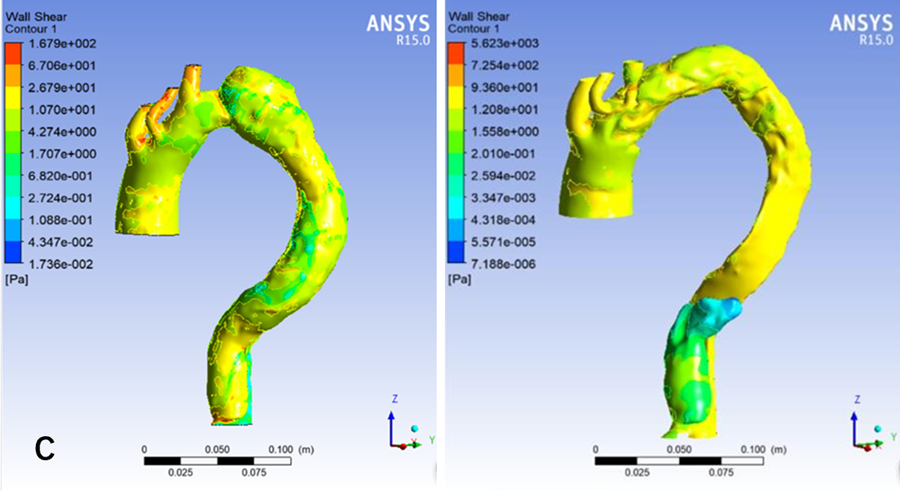 Wall Shear
Contour 1
1.679e+002
6.706e+001
2.679e+001
1.070e+001
4.274e+000
1.707e+000
6.820e-001
2.724e-001
1.088e-001
4.347e-002
1.736e-002
[Pa]
ANSYS
R15.0
C
0 0.050 0.100 (m)
0.025 0.075
Z
X
Y
Wall Shear
Contour 1
5.623e+003
7.254e+002
9.360e+001
1.208e+001
1.558e+000
2.010e-001
2.594e-002
3.347e-003
4.318e-004
5.571e-005
7.188e-006
[Pa]
ANSYS
R15.0
0 0.050 0.100 (m)
0.025 0.075
Z
Y